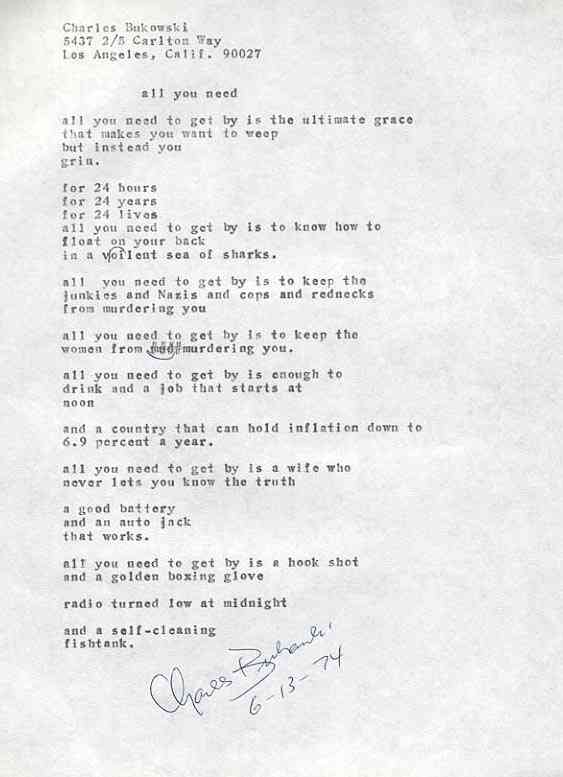 Charles Bukowski
5437 2/5 Carlton Way
Los Angeles, Calif. 90027
all you need
all you need to get by is the ultimate grace
that makes you want to weep
but instead you
grin.
for 24 hours
for 24 years
for 24 lives
all you need to get by is to know how to
float on your back
in a voilent sea of sharks.
all you need to get by is to keep the
junkies and Nazis and cops and rednecks
from murdering you
all you need to get by is to keep the
women from murdering you.
all you need to get by is enough to
drink and a job that starts at
noon
and a country that can hold inflation down to
6.9 percent a year.
all you need to get by is a wife who
never lets you know the truth
a good battery
and an auto jack
that works.
all you need to get by is a hook shot
and a golden boxing glove
radio turned low at midnight
and a self-cleaning
fishtank.
Charles Bukowski
6-13-74